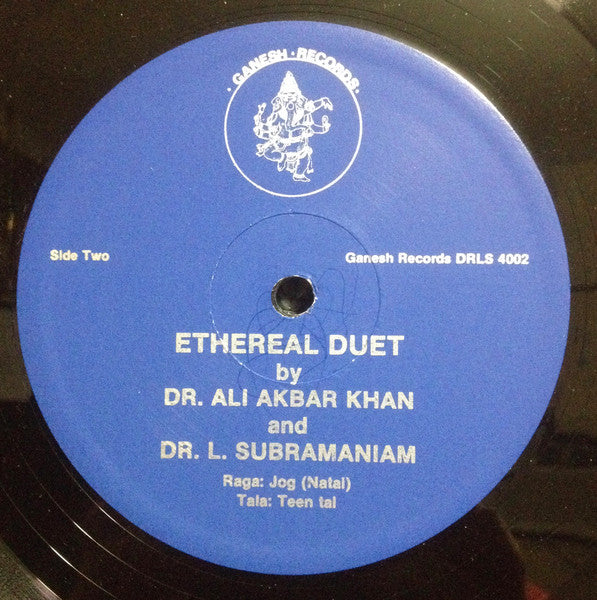 · GANESH · RECORDS ·
Side Two
Ganesh Records DRLS 4002
ETHEREAL DUET
by
DR. ALI AKBAR KHAN
and
DR. L. SUBRAMANIAM
Raga: Jog (Natai)
Tala: Teen tal